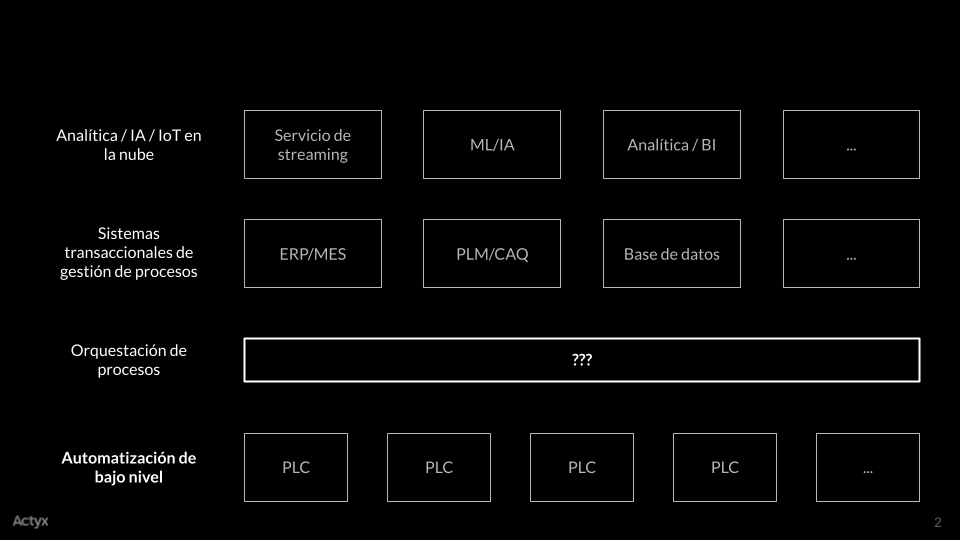 Analítica / IA / IoT en
la nube
Servicio de
streaming
ML/IA
Analítica / BI
...
Sistemas
transaccionales de
gestión de procesos
ERP/MES
PLM/CAQ
Base de datos
...
Orquestación de
procesos
???
Automatización de
bajo nivel
PLC
PLC
PLC
PLC
...
Actyx
2